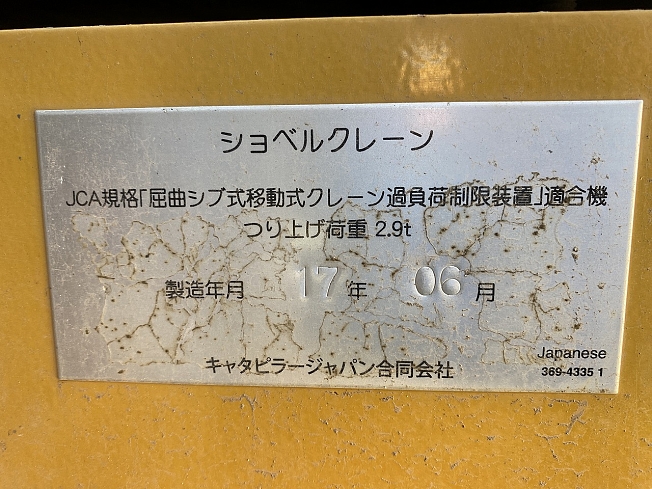 ショベルクレーン
JCA規格「屈曲ジブ式移動式クレーン過負荷制限装置」適合機
つり上げ荷重 2.9t
製造年月 17 年 06 月
キャタピラージャパン合同会社
Japanese
369-4335 1